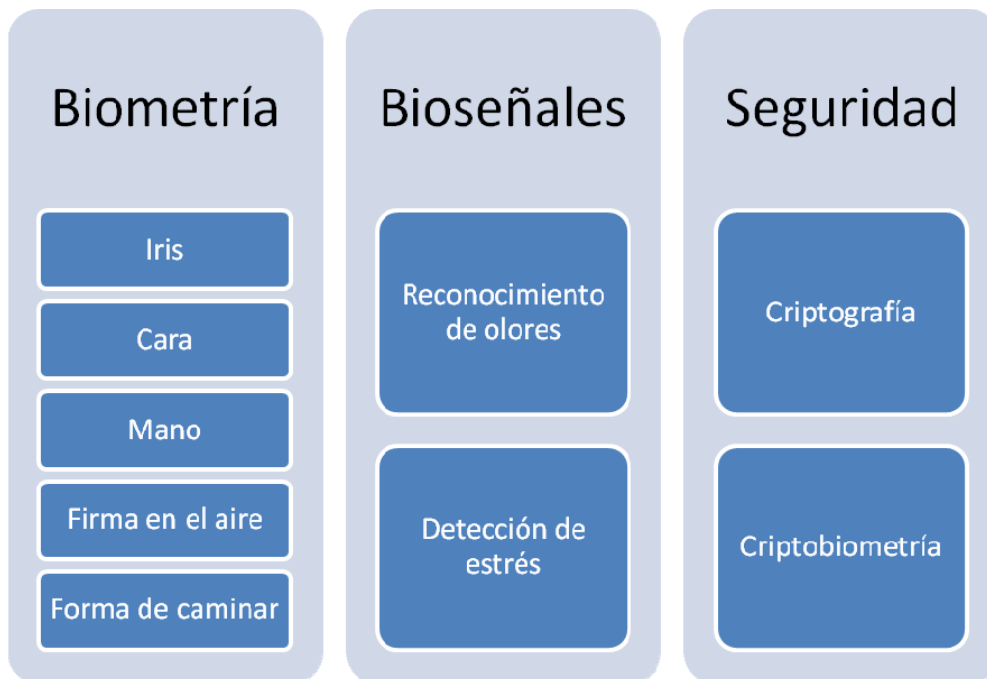 Biometría
Iris
Cara
Mano
Firma en el aire
Forma de caminar
Bioseñales
Reconocimiento
de olores
Detección de
estrés
Seguridad
Criptografía
Criptobiometría